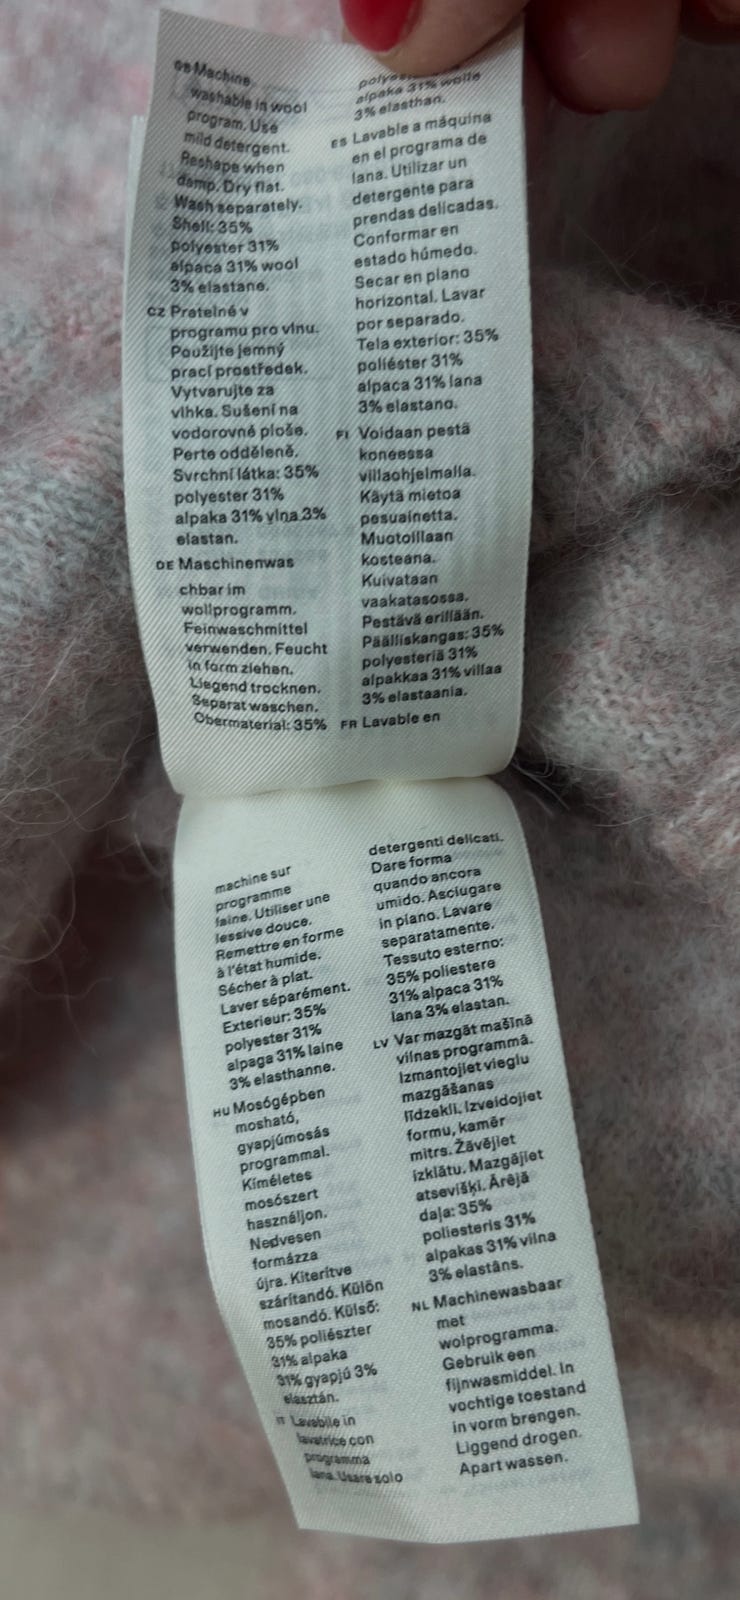 GB Machine
washable in wool
program. Use
mild detergent.
Reshape when
damp. Dry flat.
Wash separately.
Shell: 35%
polyester 31%
alpaca 31% wool
3% elastane.
CZ Pratelné v
programu pro vlnu.
Použijte jemný
prací prostředek.
Vytvarujte za
vlhka. Sušení na
vodorovné ploše.
Perte odděleně.
Svrchní látka: 35%
polyester 31%
alpaka 31% vlna 3%
elastan.
DE Maschinenwas
chbar im
wollprogramm.
Feinwaschmittel
verwenden. Feucht
in form ziehen.
Liegend trocknen.
Separat waschen.
Obermaterial: 35%
alpaka 31% wolle
3% elasthan.
ES Lavable a máquina
en el programa de
lana. Utilizar un
detergente para
prendas delicadas.
Conformar en
estado húmedo.
Secar en plano
horizontal. Lavar
por separado.
Tela exterior: 35%
poliéster 31%
alpaca 31% lana
3% elastano.
FI Voidaan pestä
koneessa
villaohjelmalla.
Käytä mietoa
pesuainetta.
Muotoillaan
kosteana.
Kuivataan
vaakatasossa.
Pestävä erillään.
Päälliskangas: 35%
polyesteriä 31%
alpakkaa 31% villaa
3% elastaania.
FR Lavable en
machine sur
programme
laine. Utiliser une
lessive douce.
Remettre en forme
à l'état humide.
Sécher à plat.
Laver séparément.
Exterieur: 35%
polyester 31%
alpaga 31% laine
3% elasthanne.
HU Mosógépben
mosható,
gyapjúmosás
programmal.
Kíméletes
mosószert
használjon.
Nedvesen
formázza
újra. Kiterítve
szárítandó. Külön
mosandó. Külső:
35% poliészter
31% alpaka
31% gyapjú 3%
elasztán.
IT Lavabile in
lavatrice con
programma
lana. Usare solo
detergenti delicati.
Dare forma
quando ancora
umido. Asciugare
in piano. Lavare
separatamente.
Tessuto esterno:
35% poliestere
31% alpaca 31%
lana 3% elastan.
LV Var mazgāt mašīnā
vilnas programmā.
Izmantojiet vieglu
mazgāšanas
līdzekli. Izveidojiet
formu, kamēr
mitrs. Žāvējiet
izklātu. Mazgājiet
atsevišķi. Ārējā
daļa: 35%
poliesteris 31%
alpakas 31% vilna
3% elastāns.
NL Machinewasbaar
met
wolprogramma.
Gebruik een
fijnwasmiddel. In
vochtige toestand
in vorm brengen.
Liggend drogen.
Apart wassen.